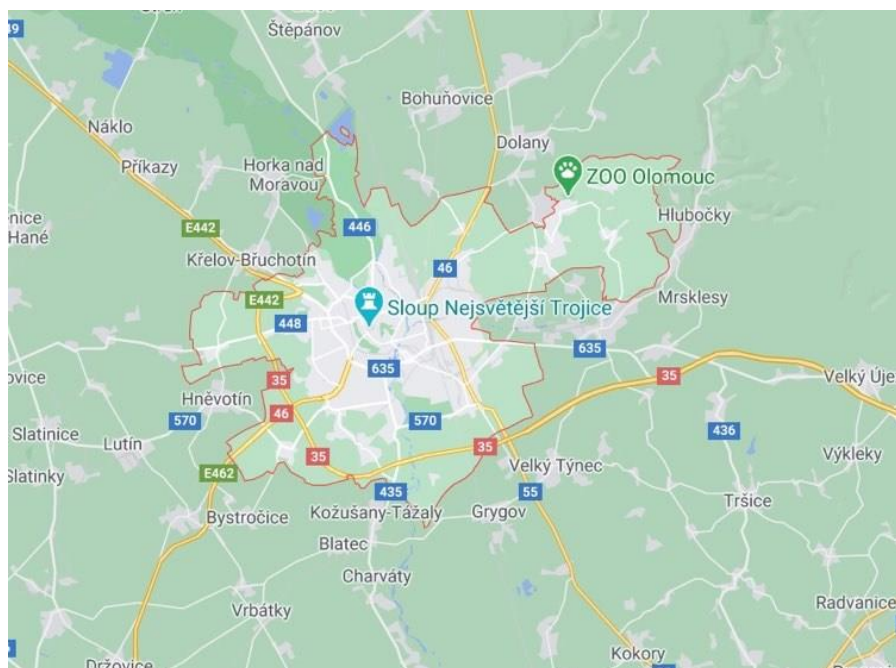 Štěpánov
Bohuňovice
Náklo
Dolany
Příkazy
Horka nad
Moravou
ZOO Olomouc
Hlubočky
enice
Hané
E442
446
Křelov-Břuchotín
46
E442
Mrsklesy
Sloup Nejsvětější Trojice
448
635
635
35
35
Velký Úje
ovice
Hněvotín
46
570
570
436
Slatinice
Lutín
35
35
Výkleky
Slatinky
E462
Velký Týnec
435
55
Tršice
Bystročice
Kožušany-Tážaly
Grygov
Blatec
Charváty
Vrbátky
Radvanice
Kokory
Držovice